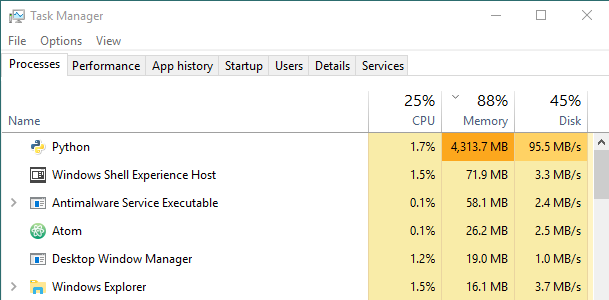 Task Manager
File Options View
Processes Performance App history Startup Users Details Services
25% 88% 45%
Name CPU Memory Disk
Python 1.7% 4,313.7 MB 95.5 MB/s
Windows Shell Experience Host 1.5% 71.9 MB 3.3 MB/s
Antimalware Service Executable 0.1% 58.1 MB 2.4 MB/s
Atom 0.1% 26.2 MB 2.5 MB/s
Desktop Window Manager 1.2% 19.0 MB 1.0 MB/s
Windows Explorer 1.5% 16.1 MB 3.7 MB/s